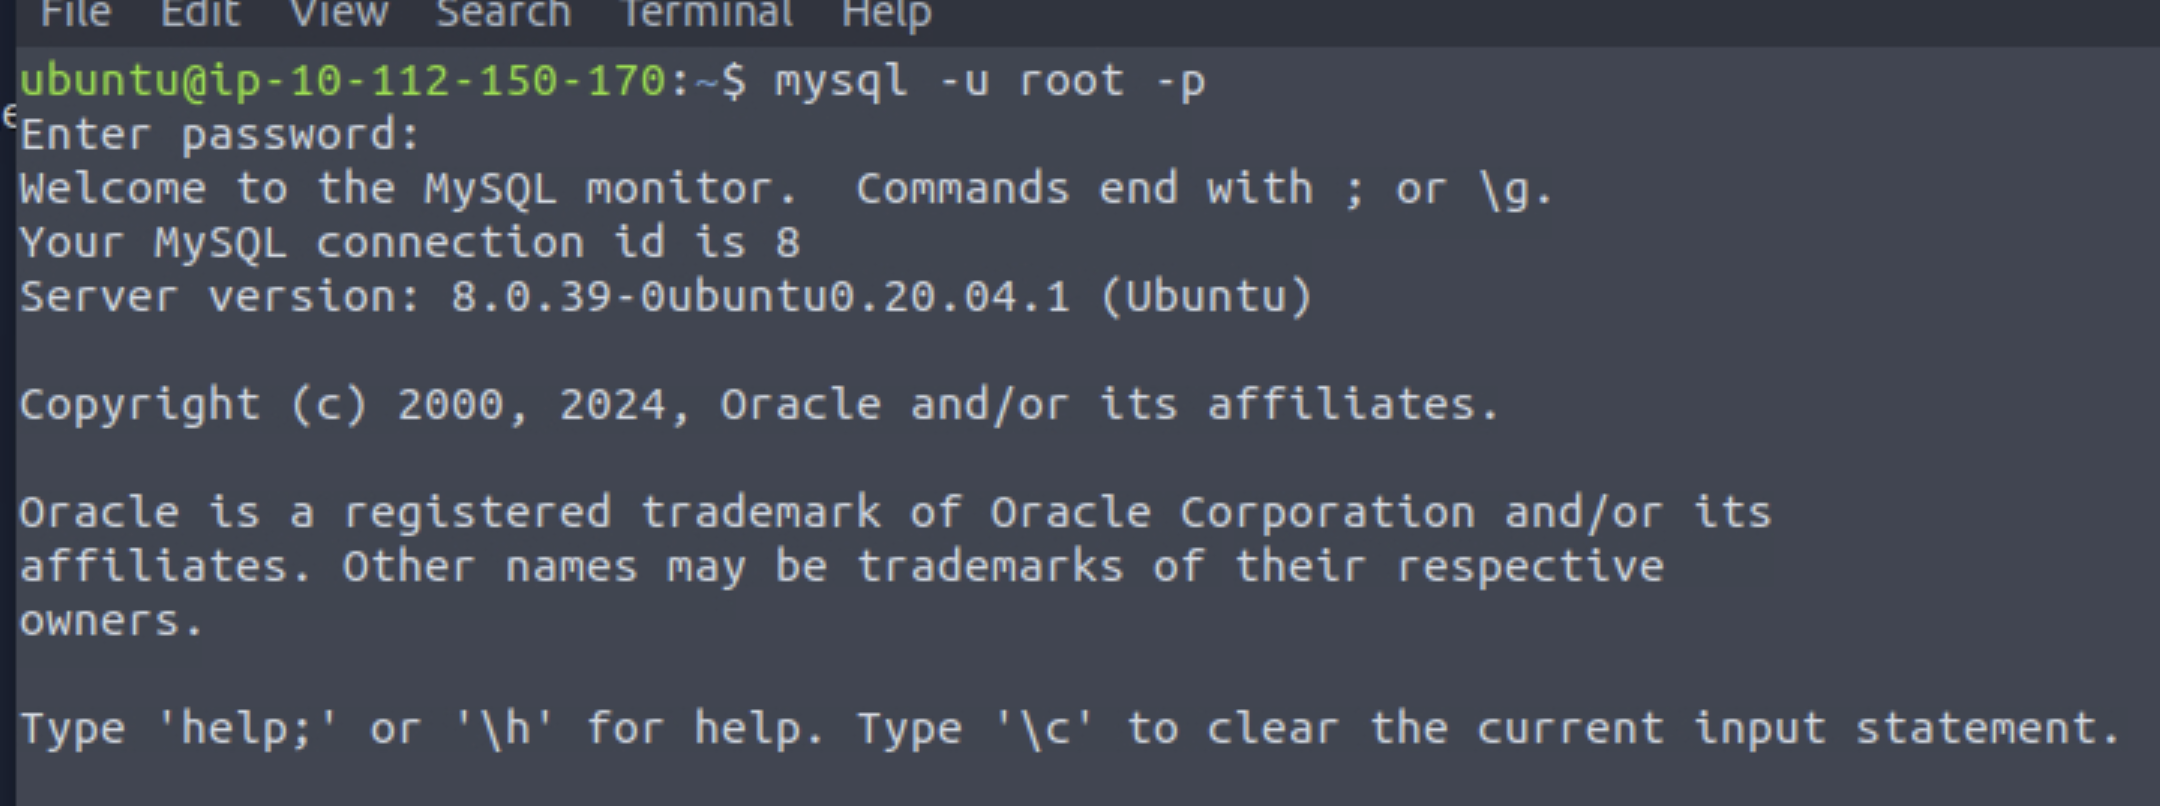 File Edit View Search Terminal Help
ubuntu@ip-10-112-150-170:~$ mysql -u root -p
Enter password:
Welcome to the MySQL monitor.  Commands end with ; or \g.
Your MySQL connection id is 8
Server version: 8.0.39-0ubuntu0.20.04.1 (Ubuntu)
Copyright (c) 2000, 2024, Oracle and/or its affiliates.
Oracle is a registered trademark of Oracle Corporation and/or its
affiliates. Other names may be trademarks of their respective
owners.
Type 'help;' or '\h' for help. Type '\c' to clear the current input statement.